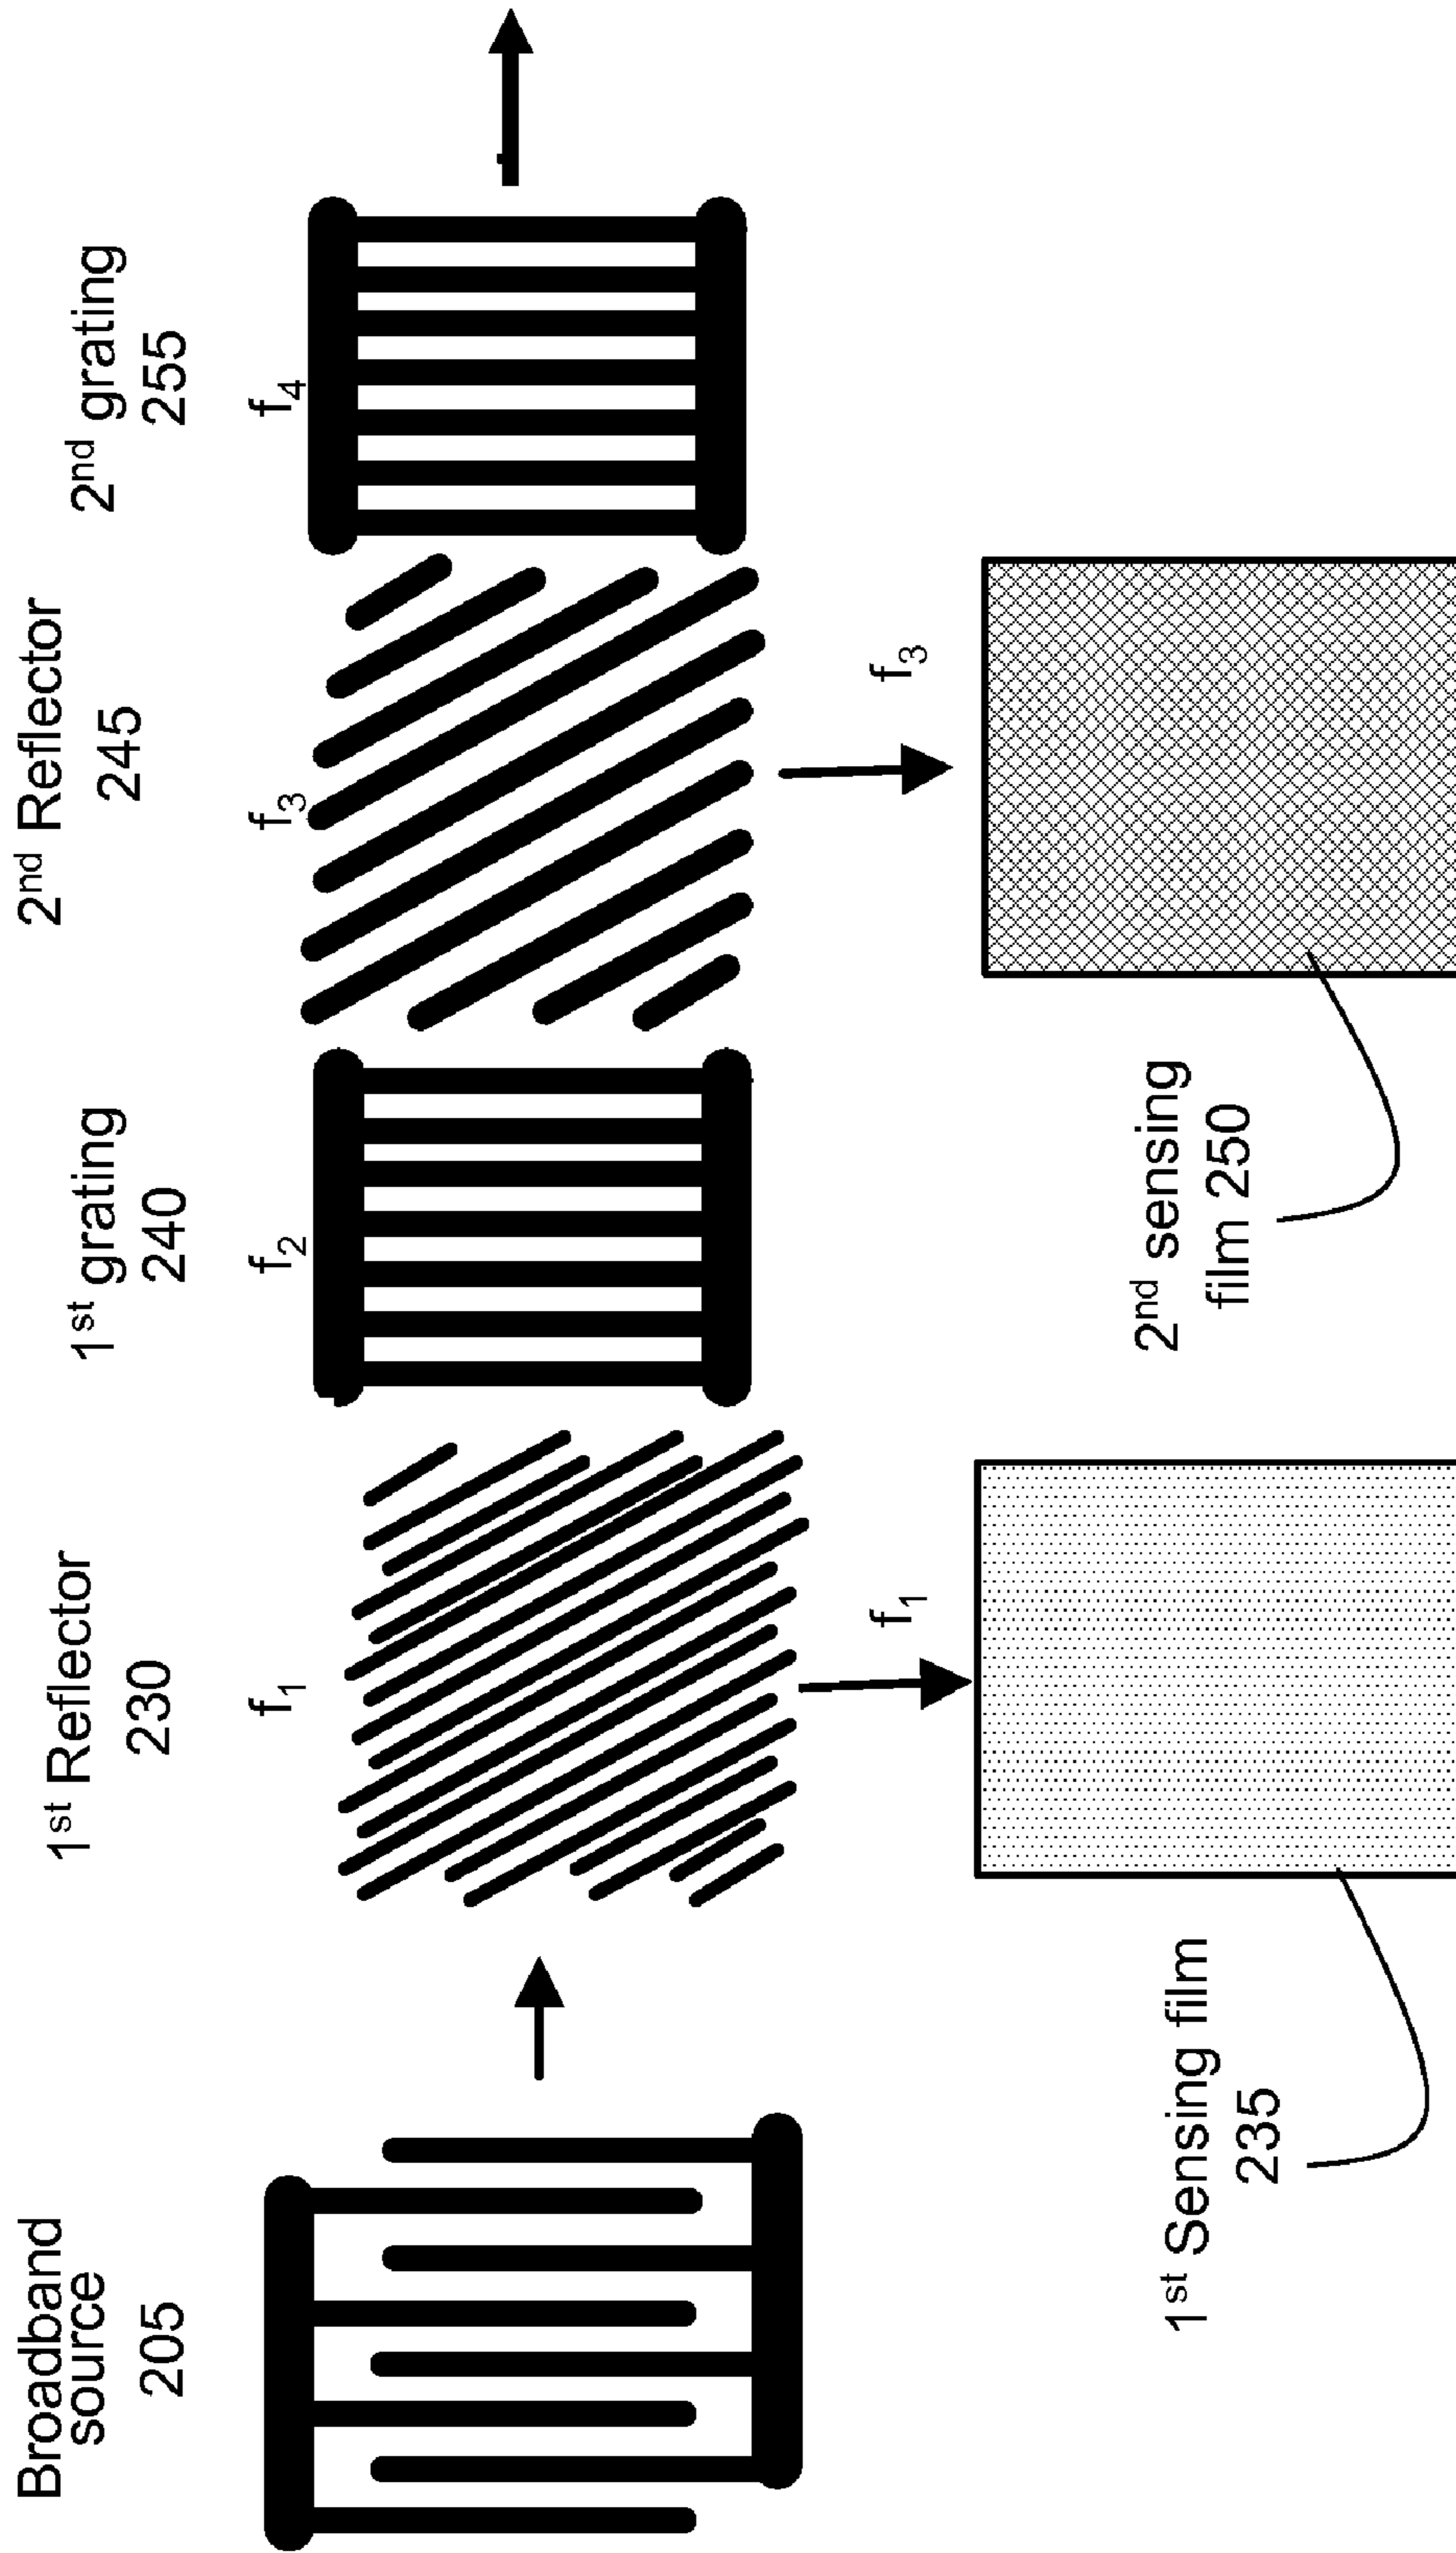 Broadband
source
205
1st Reflector
230
f1
1st grating
240
f2
2nd Reflector
245
f3
2nd grating
255
f4
f1
f3
1st Sensing film
235
2nd sensing
film 250